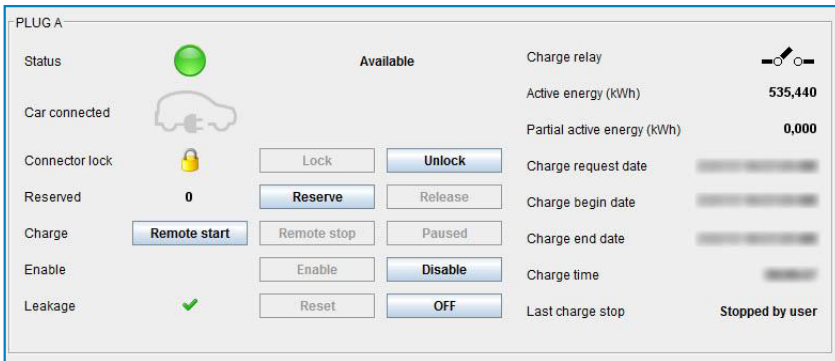 PLUG A
Status Available
Car connected
Connector lock Lock Unlock
Reserved 0 Reserve Release
Charge Remote start Remote stop Paused
Enable Enable Disable
Leakage Reset OFF
Charge relay
Active energy (kWh) 535,440
Partial active energy (kWh) 0,000
Charge request date
Charge begin date
Charge end date
Charge time
Last charge stop Stopped by user